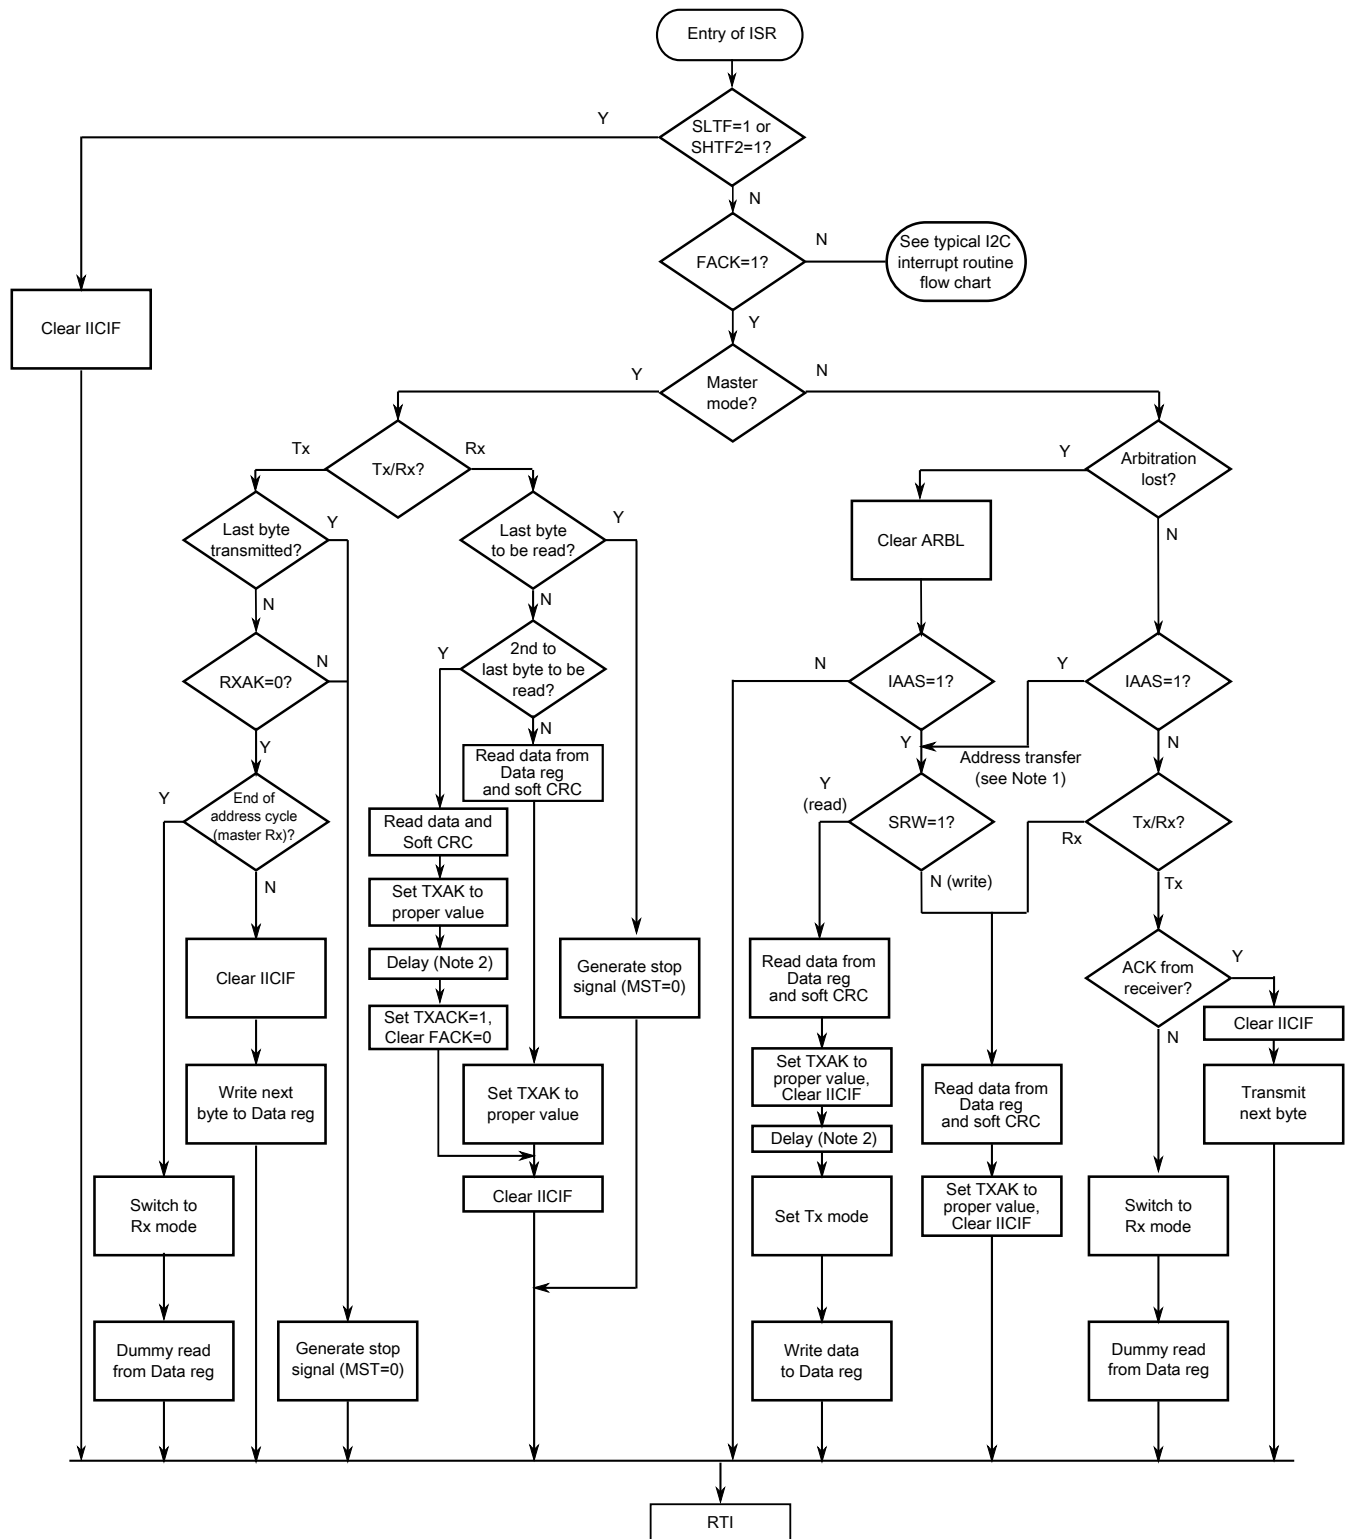 Entry of ISR
Y
SLTF=1 or
SHTF2=1?
N
FACK=1?
N
See typical I2C
interrupt routine
flow chart
Clear IICIF
Y
Y
Master
mode?
N
Tx
Tx/Rx?
Rx
Y
Arbitration
lost?
Last byte
transmitted?
Y
Last byte
to be read?
Y
Clear ARBL
N
N
N
RXAK=0?
N
Y
2nd to
last byte to be
read?
N
IAAS=1?
Y
IAAS=1?
Y
N
Read data from
Data reg
and soft CRC
Y
Address transfer
(see Note 1)
N
Y
End of
address cycle
(master Rx)?
Read data and
Soft CRC
Y
(read)
SRW=1?
Rx
Tx/Rx?
N
Set TXAK to
proper value
N (write)
Tx
Clear IICIF
Delay (Note 2)
Generate stop
signal (MST=0)
Read data from
Data reg
and soft CRC
ACK from
receiver?
Y
Set TXACK=1,
Clear FACK=0
N
Clear IICIF
Write next
byte to Data reg
Set TXAK to
proper value
Set TXAK to
proper value,
Clear IICIF
Read data from
Data reg
and soft CRC
Transmit
next byte
Delay (Note 2)
Switch to
Rx mode
Clear IICIF
Set Tx mode
Set TXAK to
proper value,
Clear IICIF
Switch to
Rx mode
Dummy read
from Data reg
Generate stop
signal (MST=0)
Write data
to Data reg
Dummy read
from Data reg
RTI